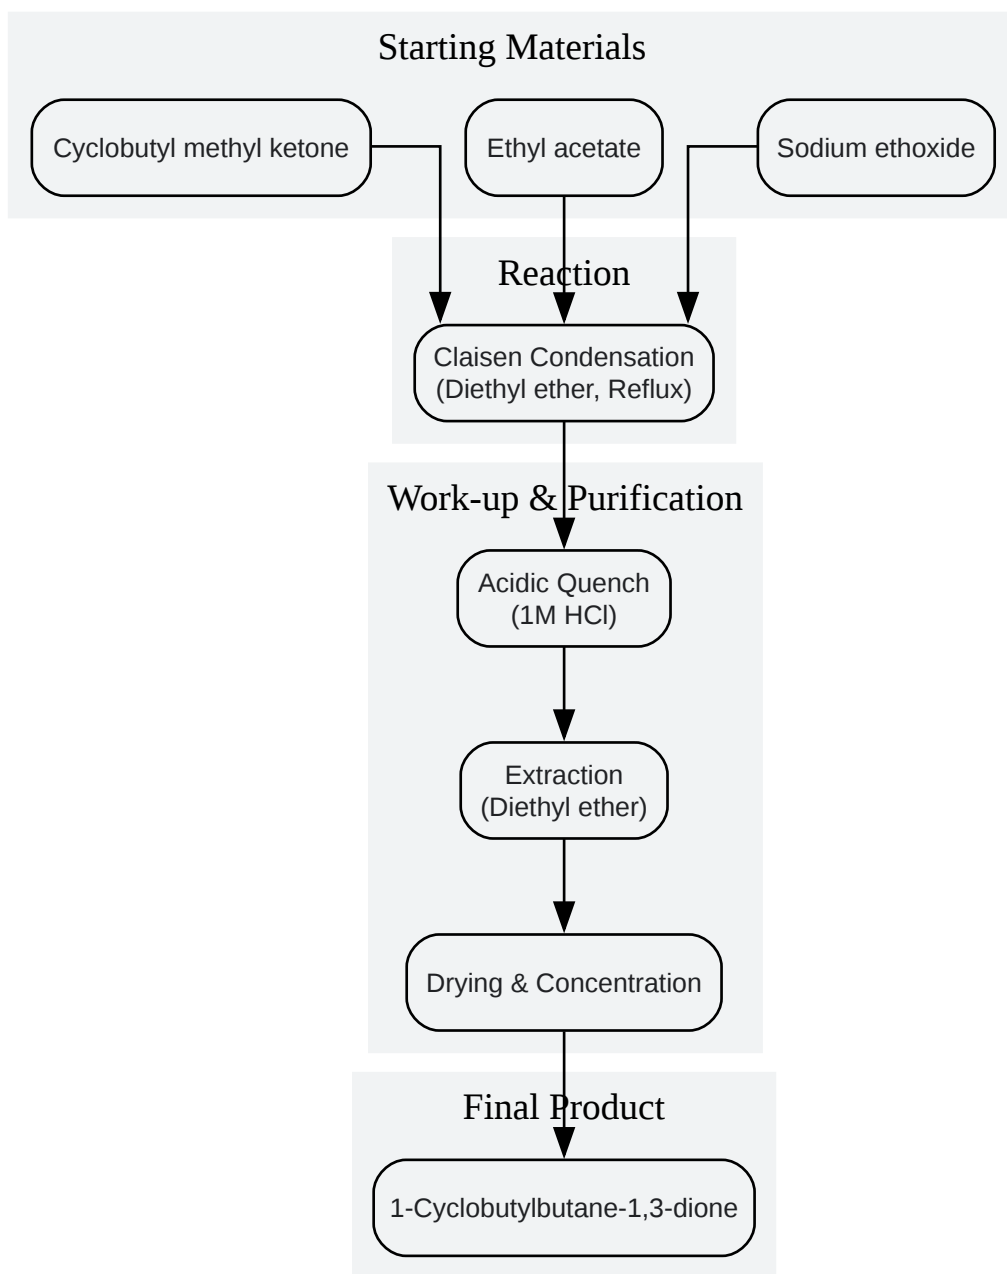 Starting Materials
Cyclobutyl methyl ketone
Ethyl acetate
Sodium ethoxide
Reaction
Claisen Condensation
(Diethyl ether, Reflux)
Work-up & Purification
Acidic Quench
(1M HCl)
Extraction
(Diethyl ether)
Drying & Concentration
Final Product
1-Cyclobutylbutane-1,3-dione